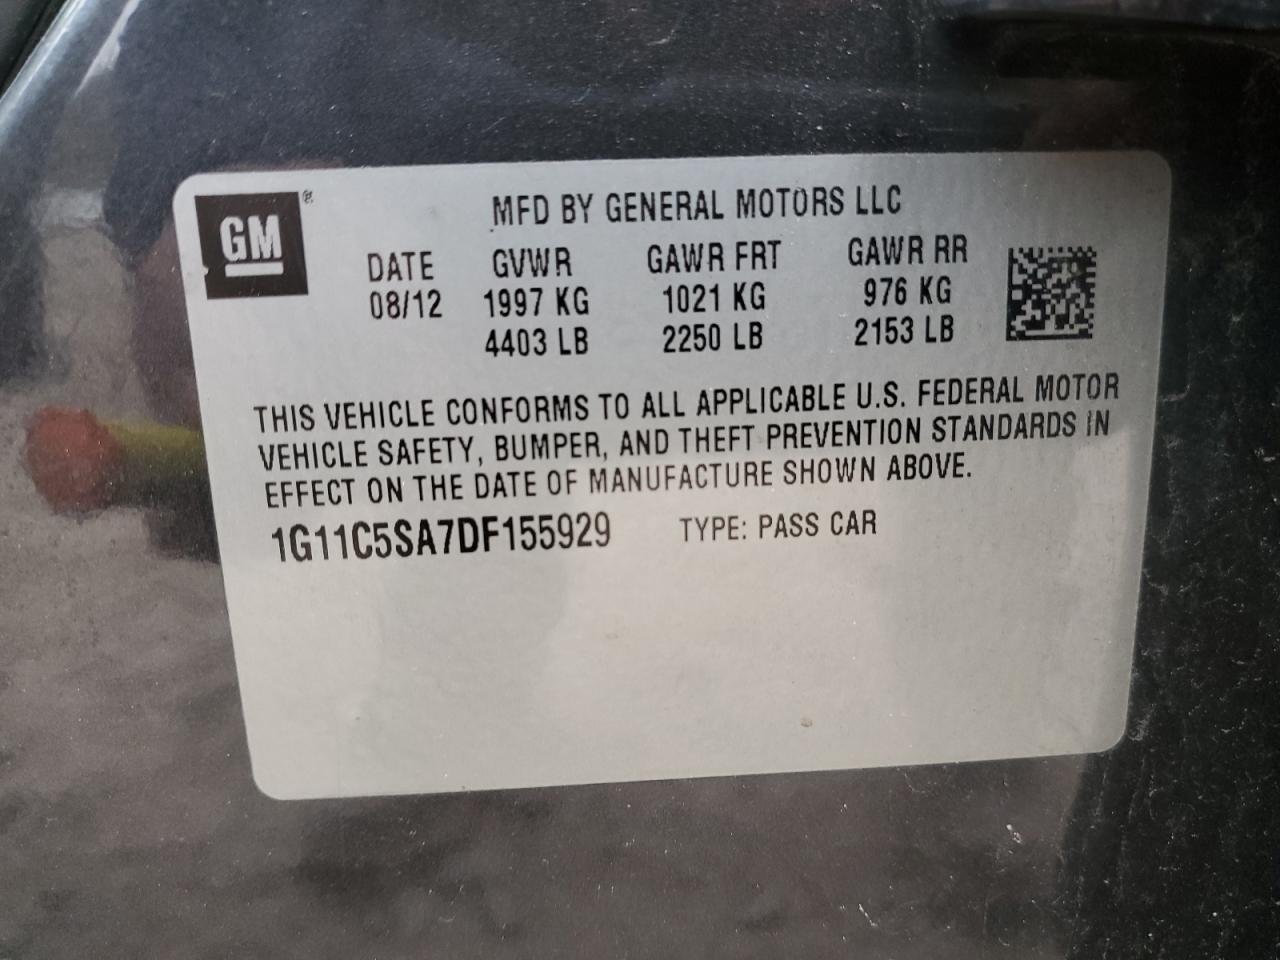 GM®
MFD BY GENERAL MOTORS LLC
DATE GVWR GAWR FRT GAWR RR
08/12 1997 KG 1021 KG 976 KG
4403 LB 2250 LB 2153 LB
THIS VEHICLE CONFORMS TO ALL APPLICABLE U.S. FEDERAL MOTOR
VEHICLE SAFETY, BUMPER, AND THEFT PREVENTION STANDARDS IN
EFFECT ON THE DATE OF MANUFACTURE SHOWN ABOVE.
1G11C5SA7DF155929 TYPE: PASS CAR